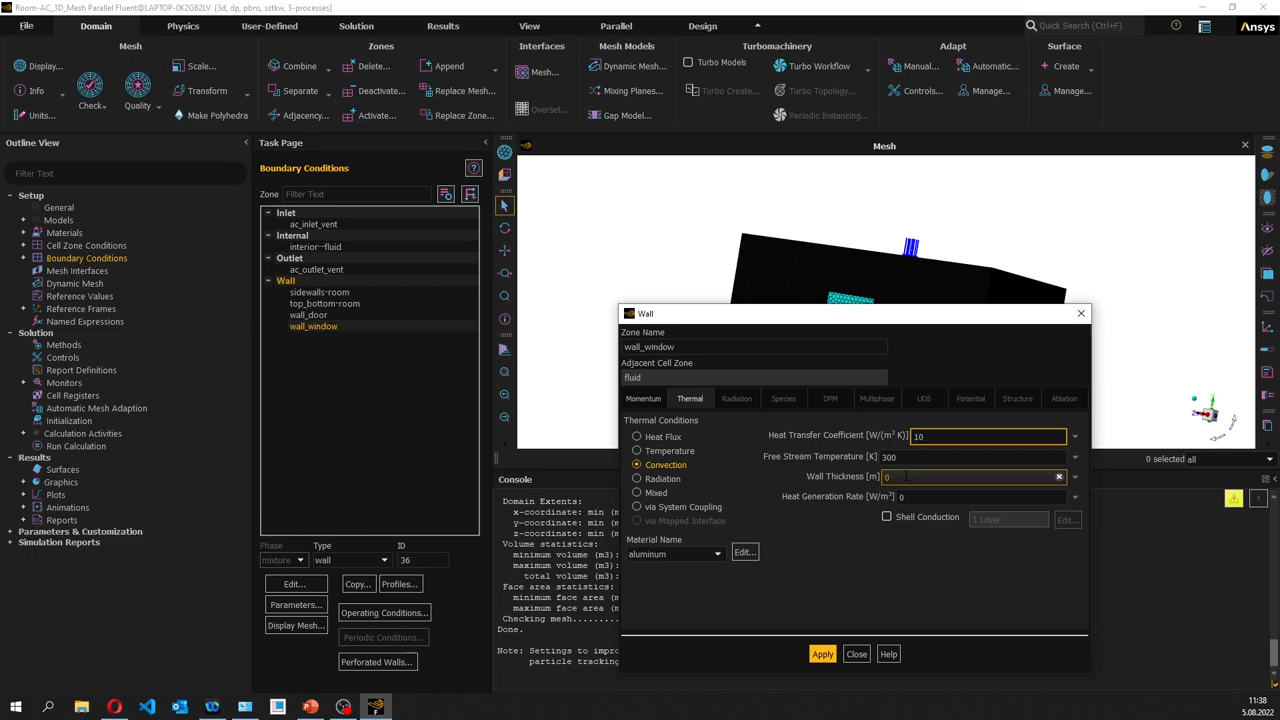 Room-AC_3D_Mesh Parallel Fluent@LAPTOP-0K2GB2LV [3d, dp, pbns, sstkw, 3-processes]
File Domain Physics User-Defined Solution Results View Parallel Design Quick Search (Ctrl+F) Ansys
Mesh Zones Interfaces Mesh Models Turbomachinery Adapt Surface
Display... Scale... Combine Delete... Append Mesh... Dynamic Mesh... Turbo Models Turbo Workflow Manual... Automatic... Create
Info Check Quality Transform Separate Deactivate... Replace Mesh... Overset... Mixing Planes... Turbo Create... Turbo Topology... Controls... Manage... Manage...
Units... Make Polyhedra Adjacency... Activate... Replace Zone... Gap Model... Periodic Instancing...
Outline View
Filter Text
Setup
General
Models
Materials
Cell Zone Conditions
Boundary Conditions
Mesh Interfaces
Dynamic Mesh
Reference Values
Reference Frames
Named Expressions
Solution
Methods
Controls
Report Definitions
Monitors
Cell Registers
Automatic Mesh Adaption
Initialization
Calculation Activities
Run Calculation
Results
Surfaces
Graphics
Plots
Animations
Reports
Parameters & Customization
Simulation Reports
Task Page
Boundary Conditions
Zone Filter Text
Inlet
ac_inlet_vent
Internal
interior--fluid
Outlet
ac_outlet_vent
Wall
sidewalls-room
top_bottom-room
wall_door
wall_window
Phase Type ID
mixture wall 36
Edit... Copy... Profiles...
Parameters... Operating Conditions...
Display Mesh... Periodic Conditions...
Perforated Walls...
Mesh
0 selected all
Console
Domain Extents:
x-coordinate: min (
y-coordinate: min (
z-coordinate: min (
Volume statistics:
minimum volume (m3):
maximum volume (m3):
total volume (m3):
Face area statistics:
minimum face area (m
maximum face area (m
Checking mesh.........
Done.
Note: Settings to impro
particle tracking
Wall
Zone Name
wall_window
Adjacent Cell Zone
fluid
Momentum Thermal Radiation Species DPM Multiphase UDS Potential Structure Ablation
Thermal Conditions
Heat Flux
Temperature
Convection
Radiation
Mixed
via System Coupling
via Mapped Interface
Heat Transfer Coefficient [W/(m² K)] 10
Free Stream Temperature [K] 300
Wall Thickness [m] 0
Heat Generation Rate [W/m³] 0
Shell Conduction 1 Layer Edit...
Material Name
aluminum Edit...
Apply Close Help
11:38
5.08.2022